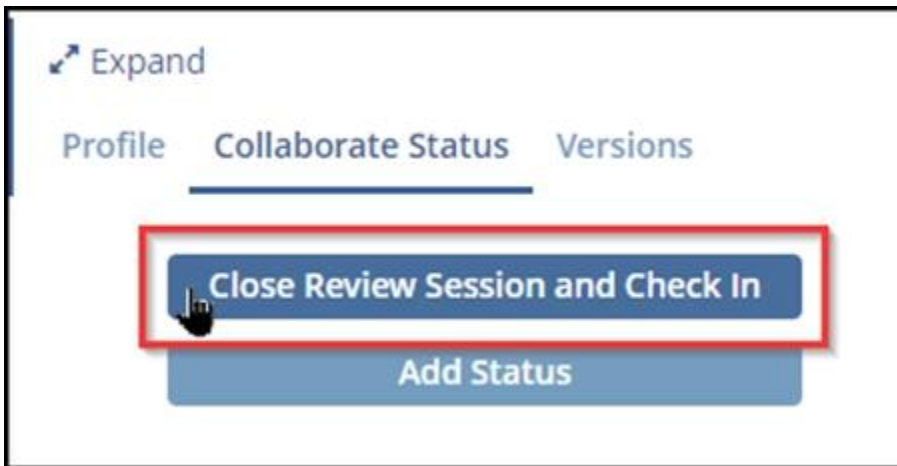 Expand
Profile Collaborate Status Versions
Close Review Session and Check In
Add Status